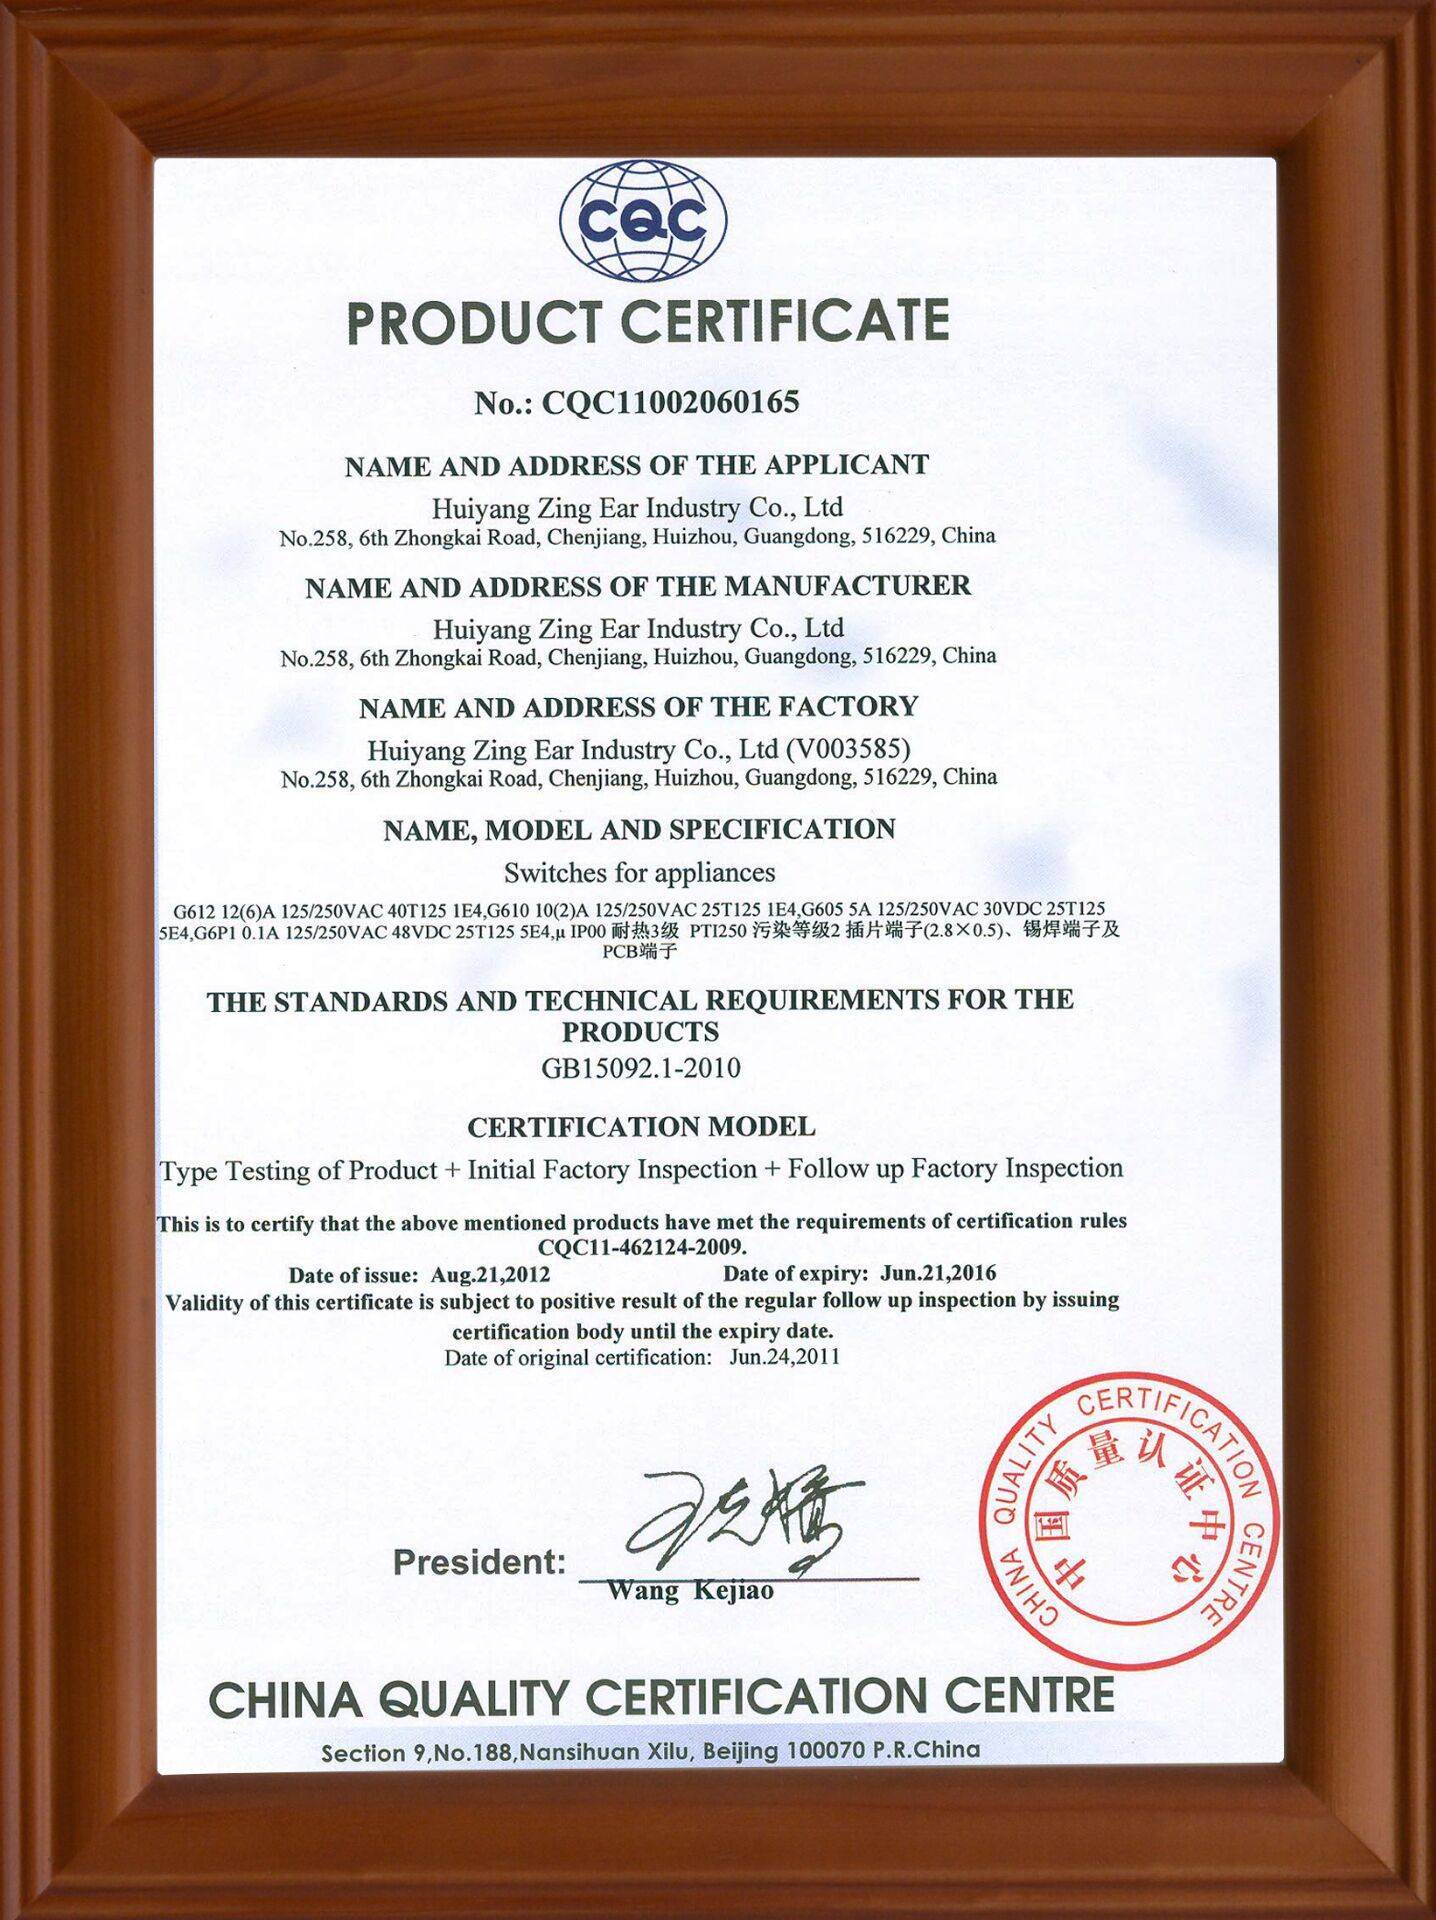 CQC
PRODUCT CERTIFICATE
No.: CQC11002060165
NAME AND ADDRESS OF THE APPLICANT
Huiyang Zing Ear Industry Co., Ltd
No.258, 6th Zhongkai Road, Chenjiang, Huizhou, Guangdong, 516229, China
NAME AND ADDRESS OF THE MANUFACTURER
Huiyang Zing Ear Industry Co., Ltd
No.258, 6th Zhongkai Road, Chenjiang, Huizhou, Guangdong, 516229, China
NAME AND ADDRESS OF THE FACTORY
Huiyang Zing Ear Industry Co., Ltd (V003585)
No.258, 6th Zhongkai Road, Chenjiang, Huizhou, Guangdong, 516229, China
NAME, MODEL AND SPECIFICATION
Switches for appliances
G612 12(6)A 125/250VAC 40T125 1E4,G610 10(2)A 125/250VAC 25T125 1E4,G605 5A 125/250VAC 30VDC 25T125
5E4,G6P1 0.1A 125/250VAC 48VDC 25T125 5E4,μ IP00 耐热3级 PTI250 污染等级2 插片端子(2.8×0.5)、锡焊端子及
PCB端子
THE STANDARDS AND TECHNICAL REQUIREMENTS FOR THE
PRODUCTS
GB15092.1-2010
CERTIFICATION MODEL
Type Testing of Product + Initial Factory Inspection + Follow up Factory Inspection
This is to certify that the above mentioned products have met the requirements of certification rules
CQC11-462124-2009.
Date of issue: Aug.21,2012 Date of expiry: Jun.21,2016
Validity of this certificate is subject to positive result of the regular follow up inspection by issuing
certification body until the expiry date.
Date of original certification: Jun.24,2011
CHINA QUALITY CERTIFICATION CENTRE
中国质量认证中心
President:
Wang Kejiao
CHINA QUALITY CERTIFICATION CENTRE
Section 9,No.188,Nansihuan Xilu, Beijing 100070 P.R.China